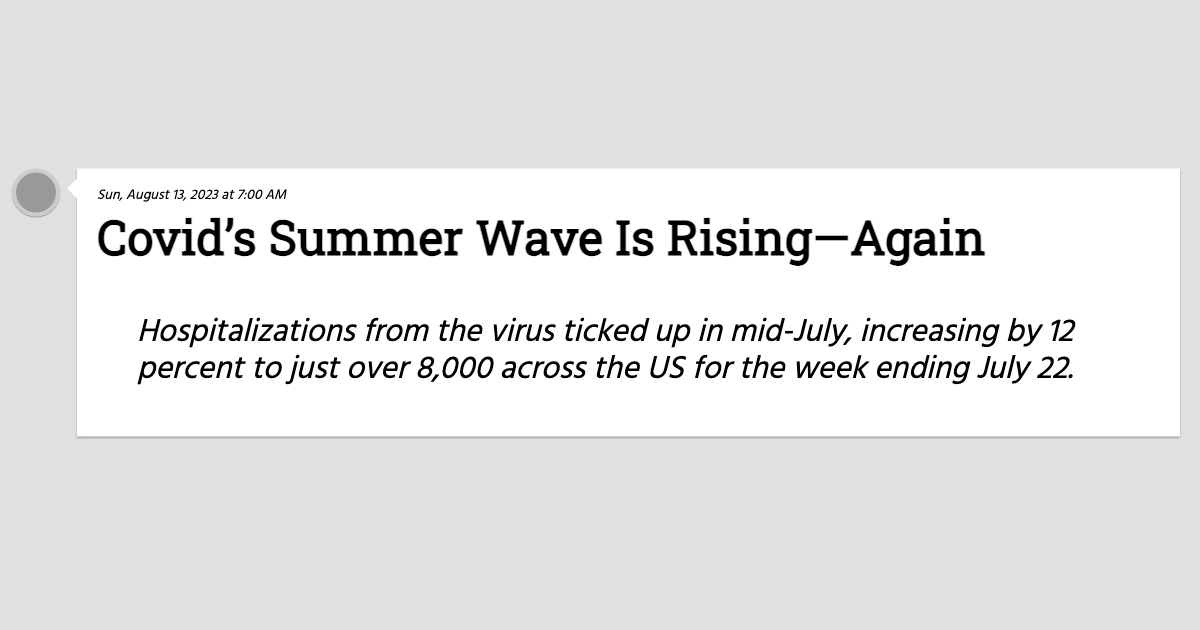 Sun, August 13, 2023 at 7:00 AM
Covid’s Summer Wave Is Rising—Again
Hospitalizations from the virus ticked up in mid-July, increasing by 12
percent to just over 8,000 across the US for the week ending July 22.